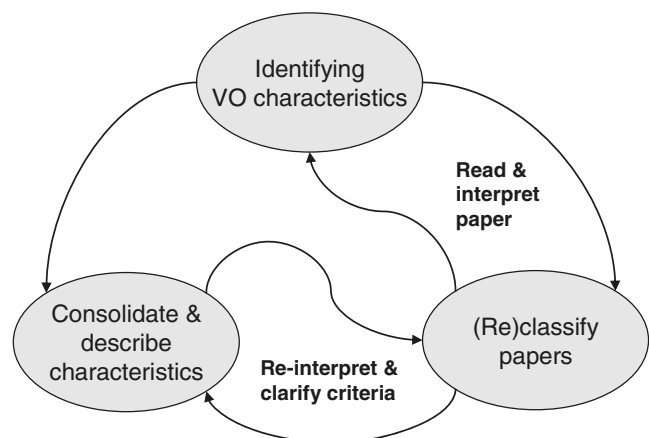 Identifying
VO characteristics
Read &
interpret
paper
Consolidate &
describe
characteristics
(Re)classify
papers
Re-interpret &
clarify criteria